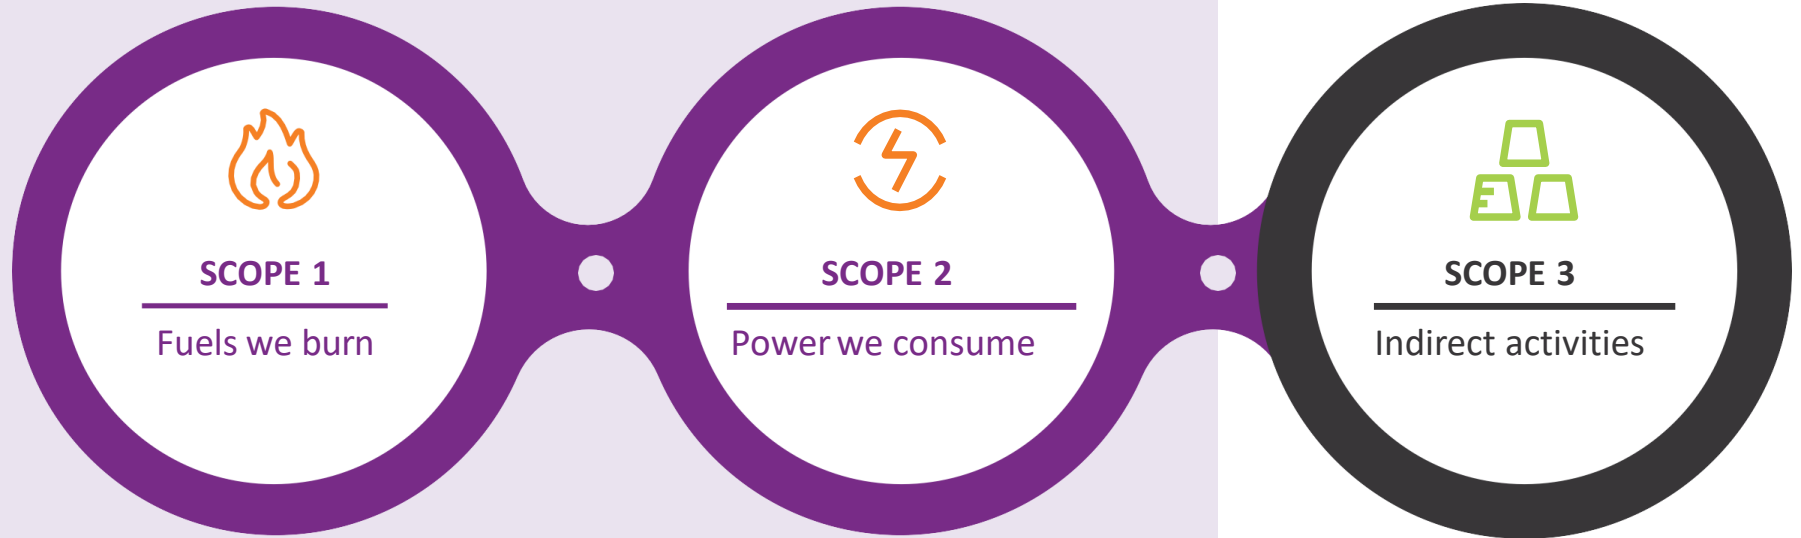 SCOPE 1
Fuels we burn
SCOPE 2
Power we consume
SCOPE 3
Indirect activities